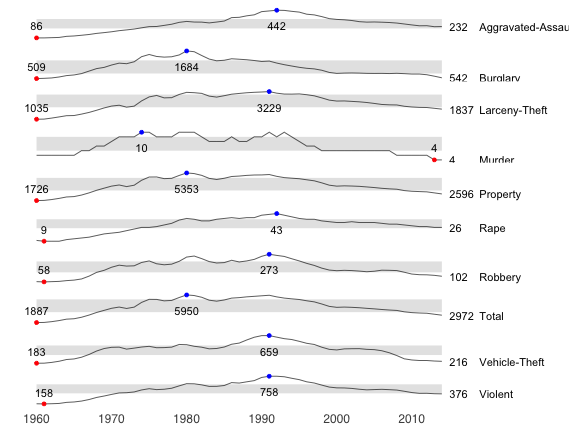 86 442 232 Aggravated-Assau
509 1684 542 Burglary
1035 3229 1837 Larceny-Theft
10 4 4 Murder
1726 5353 2596 Property
9 43 26 Rape
58 273 102 Robbery
1887 5950 2972 Total
183 659 216 Vehicle-Theft
158 758 376 Violent
1960 1970 1980 1990 2000 2010